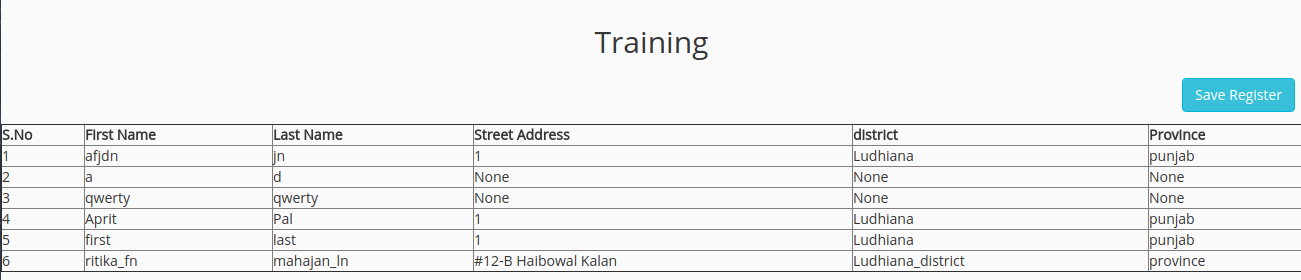 Training
Save Register
S.No First Name Last Name Street Address district Province
1 afjdn jn 1 Ludhiana punjab
2 a d None None None
3 qwerty qwerty None None None
4 Aprit Pal 1 Ludhiana punjab
5 first last 1 Ludhiana punjab
6 ritika_fn mahajan_ln #12-B Haibowal Kalan Ludhiana_district province